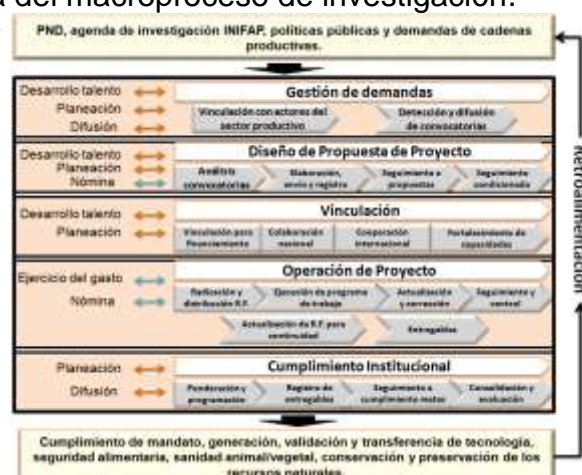 del macroproceso de investigación.
PND, agenda de investigación INIFAP, políticas públicas y demandas de cadenas
productivas.
Desarrollo talento
Planeación
Difusión
Gestión de demandas
Vinculación con actores del
sector productivo
Detección y difusión
de convocatorias
Desarrollo talento
Planeación
Nómina
Diseño de Propuesta de Proyecto
Análisis
convocatorias
Elaboración,
envío y registro
Seguimiento a
propuestas
Seguimiento
condicionado
Desarrollo talento
Planeación
Vinculación
Vinculación para
financiamiento
Colaboración
nacional
Cooperación
internacional
Fortalecimiento de
capacidades
Ejercicio del gasto
Nómina
Operación de Proyecto
Radicación y
distribución R.F.
Ejecución de programa
de trabajo
Actualización
y corrección
Seguimiento y
control
Actualización de R.F. para
continuidad
Entregables
Planeación
Difusión
Cumplimiento Institucional
Ponderación y
programación
Registro de
entregables
Seguimiento a
cumplimiento metas
Consolidación y
evaluación
Retroalimentación
Cumplimiento de mandato, generación, validación y transferencia de tecnología,
seguridad alimentaria, sanidad animal/vegetal, conservación y preservación de los
recursos naturales.